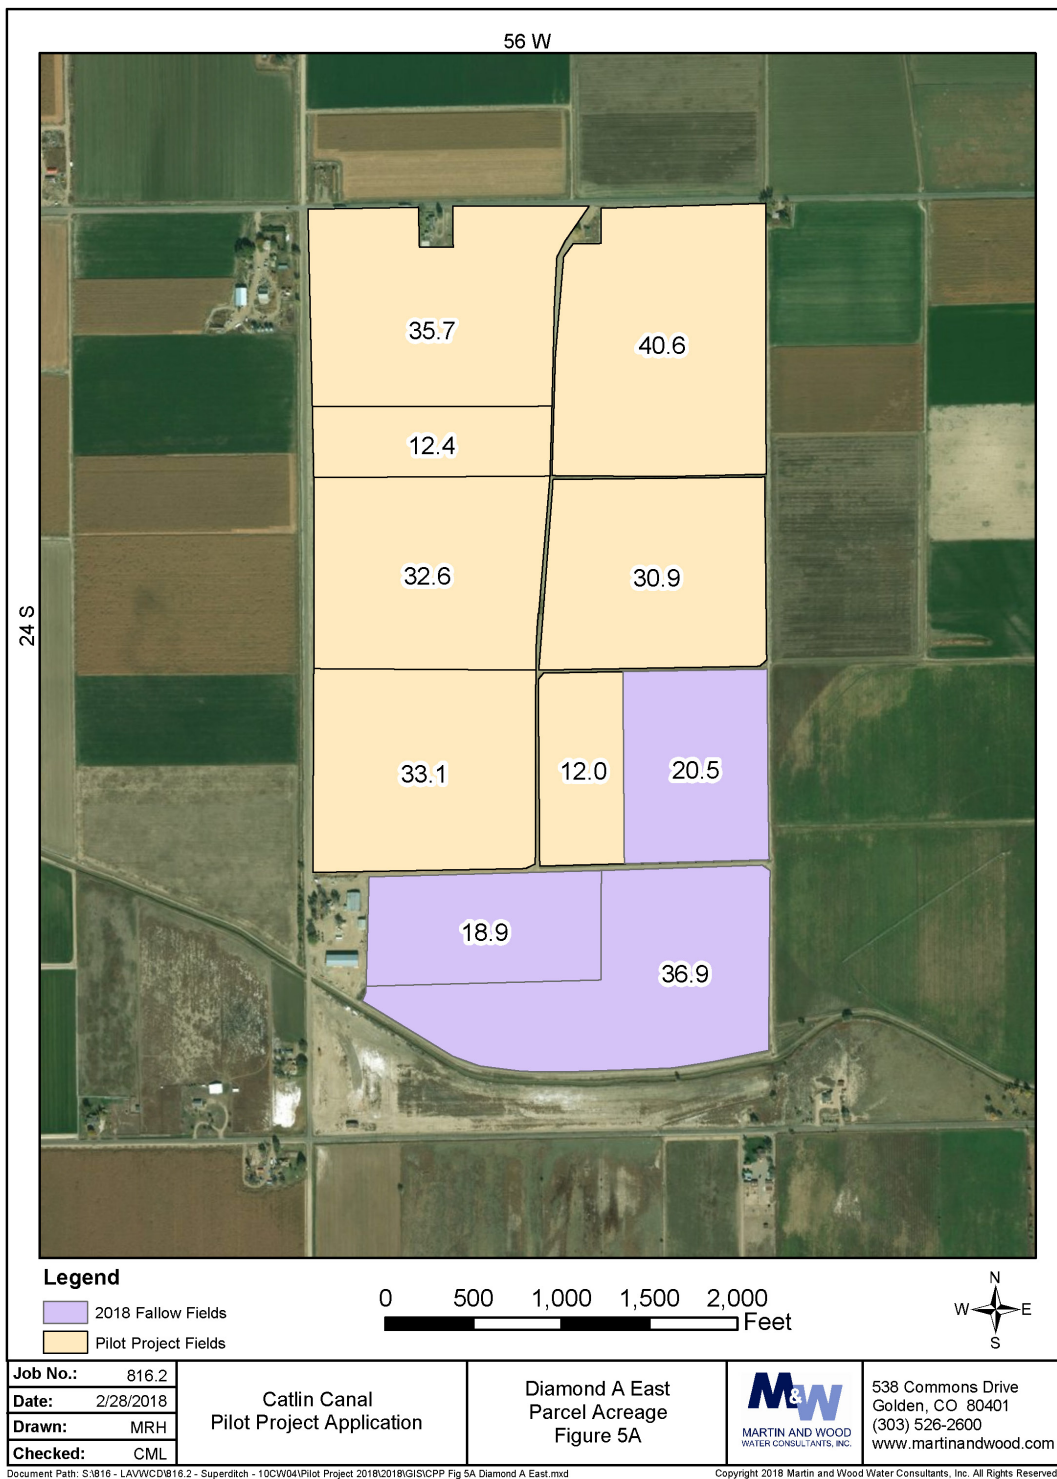 56 W
24 S
35.7
40.6
12.4
32.6
30.9
33.1
12.0
20.5
18.9
36.9
Legend
2018 Fallow Fields
Pilot Project Fields
0 500 1,000 1,500 2,000
Feet
N
W E
S
Job No.: 816.2
Date: 2/28/2018
Drawn: MRH
Checked: CML
Catlin Canal
Pilot Project Application
Diamond A East
Parcel Acreage
Figure 5A
M&W
MARTIN AND WOOD
WATER CONSULTANTS, INC.
538 Commons Drive
Golden, CO 80401
(303) 526-2600
www.martinandwood.com
Document Path: S:\816 - LAVWCD\816.2 - Superditch - 10CW04\Pilot Project 2018\2018\GIS\CPP Fig 5A Diamond A East.mxd
Copyright 2018 Martin and Wood Water Consultants, Inc. All Rights Reserved